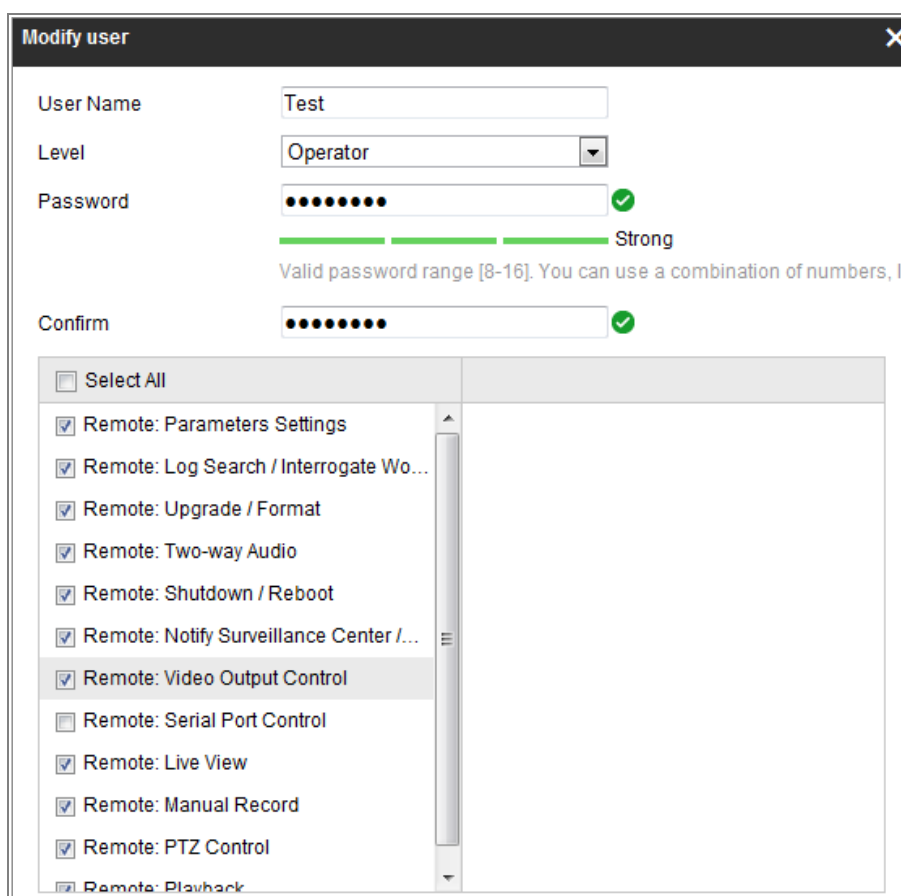 Modify user
User Name Test
Level Operator
Password ••••••••
Strong
Valid password range [8-16]. You can use a combination of numbers,
Confirm ••••••••
Select All
Remote: Parameters Settings
Remote: Log Search / Interrogate Wo...
Remote: Upgrade / Format
Remote: Two-way Audio
Remote: Shutdown / Reboot
Remote: Notify Surveillance Center /...
Remote: Video Output Control
Remote: Serial Port Control
Remote: Live View
Remote: Manual Record
Remote: PTZ Control
Remote: Playback